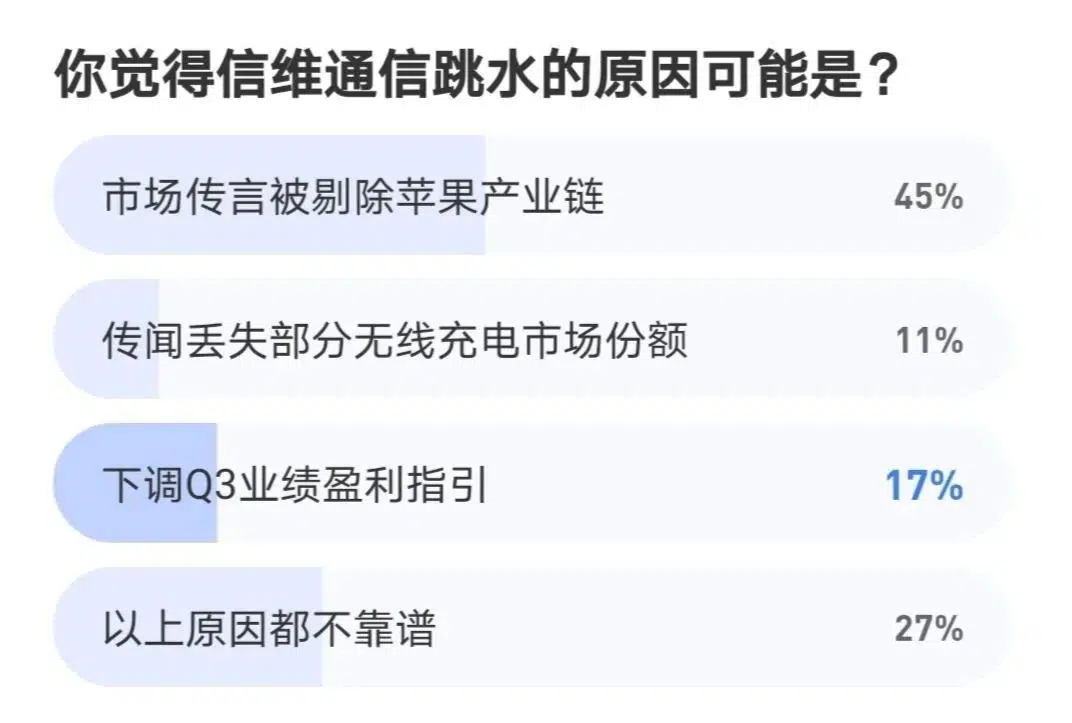 你觉得信维通信跳水的原因可能是？
市场传言被剔除苹果产业链 45%
传闻丢失部分无线充电市场份额 11%
下调Q3业绩盈利指引 17%
以上原因都不靠谱 27%